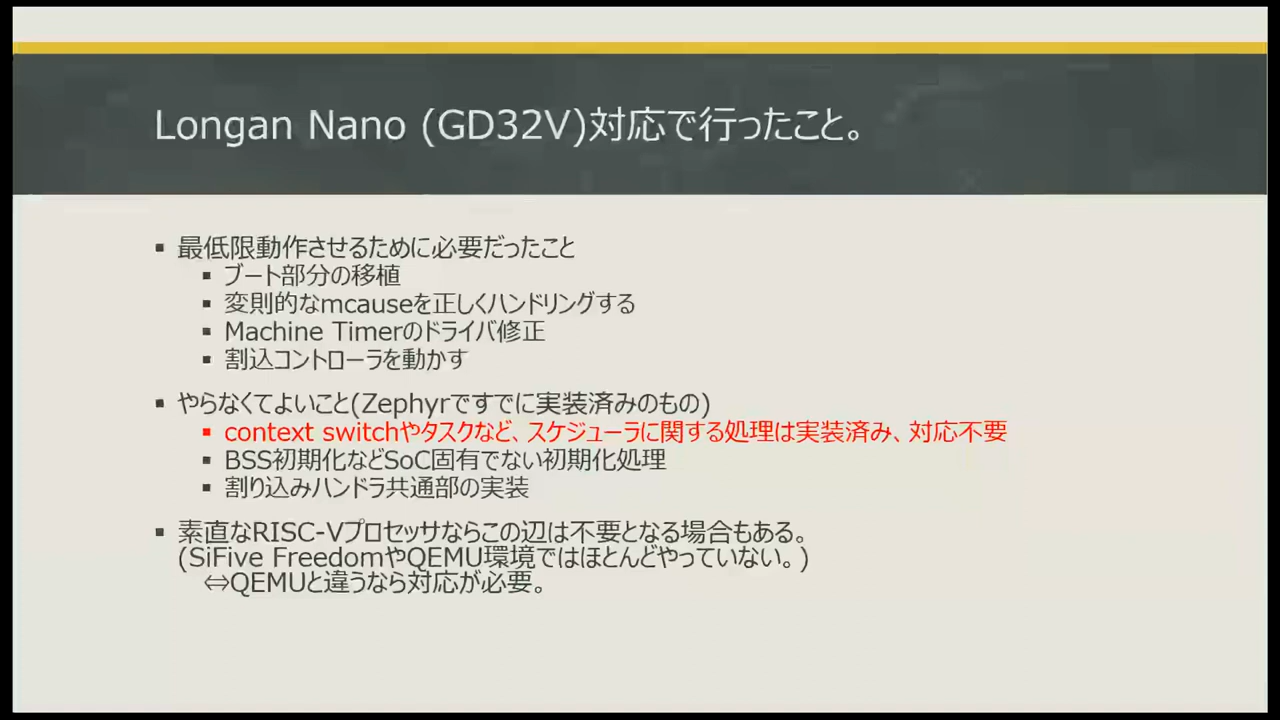 Longan Nano (GD32V)対応で行ったこと。
▪ 最低限動作させるために必要だったこと
▪ ブート部分の移植
▪ 変則的なmcauseを正しくハンドリングする
▪ Machine Timerのドライバ修正
▪ 割込コントローラを動かす
▪ やらなくてよいこと(Zephyrですでに実装済みのもの)
▪ context switchやタスクなど、スケジューラに関する処理は実装済み、対応不要
▪ BSS初期化などSoC固有でない初期化処理
▪ 割り込みハンドラ共通部の実装
▪ 素直なRISC-Vプロセッサならこの辺は不要となる場合もある。
(SiFive FreedomやQEMU環境ではほとんどやっていない。)
⇔QEMUと違うなら対応が必要。